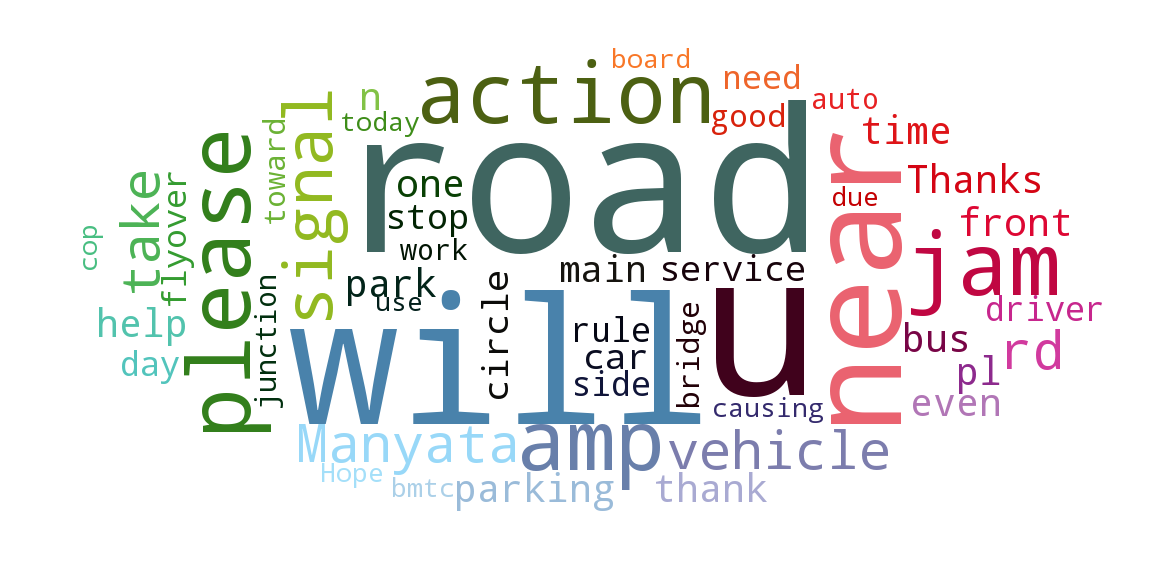 board
action
need
n
good
auto
today
signal
road
time
please
toward
near
take
flyover
one
Thanks
due
stop
front
cop
work
jam
main
service
park
junction
use
will
u
circle
driver
help
rule
bridge
bus
rd
day
car
side
pl
causing
even
Manyata
amp
vehicle
Hope
bmtc
parking
thank